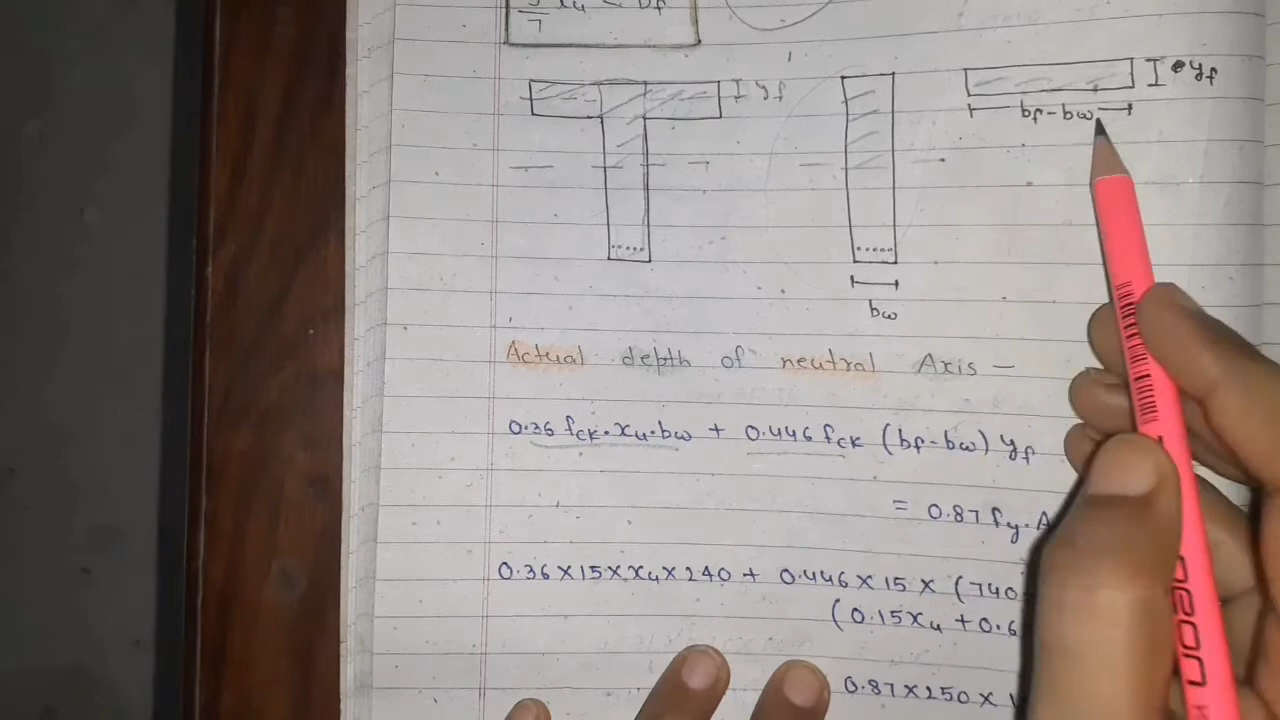 I yf
I yf
bf-bw
bw
Actual depth of neutral Axis -
0.36 fck·xu·bw + 0.446 fck (bf-bw) yf
= 0.87 fy·A
0.36 X 15 X xu X 240 + 0.446 X 15 X (740
(0.15xu + 0.6
0.87 X 250 X
neon